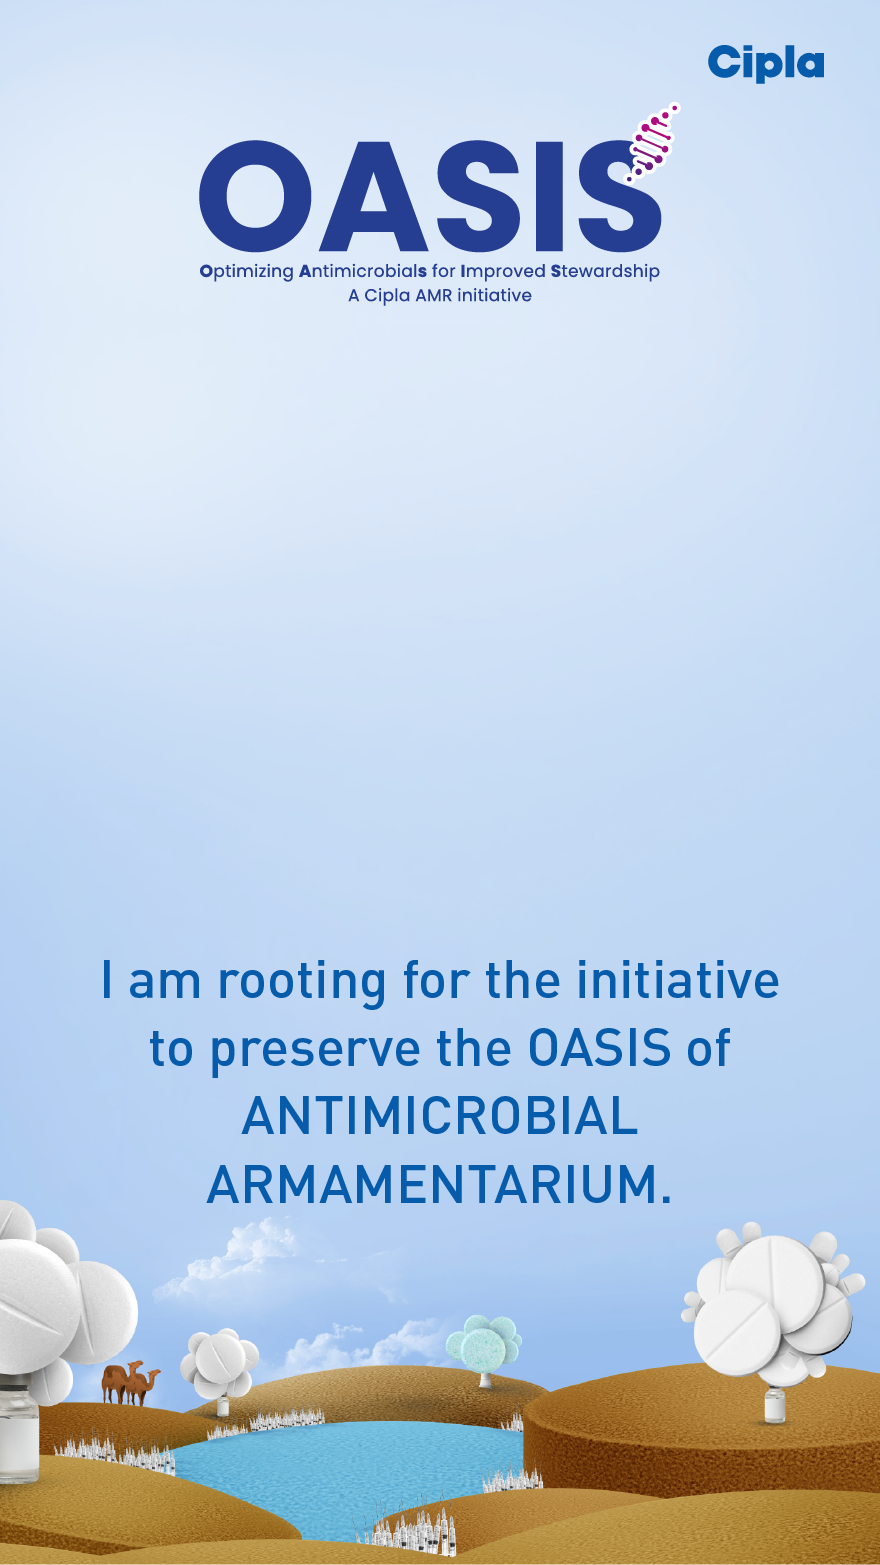 Cipla
OASIS
Optimizing Antimicrobials for Improved Stewardship
A Cipla AMR initiative
I am rooting for the initiative
to preserve the OASIS of
ANTIMICROBIAL
ARMAMENTARIUM.